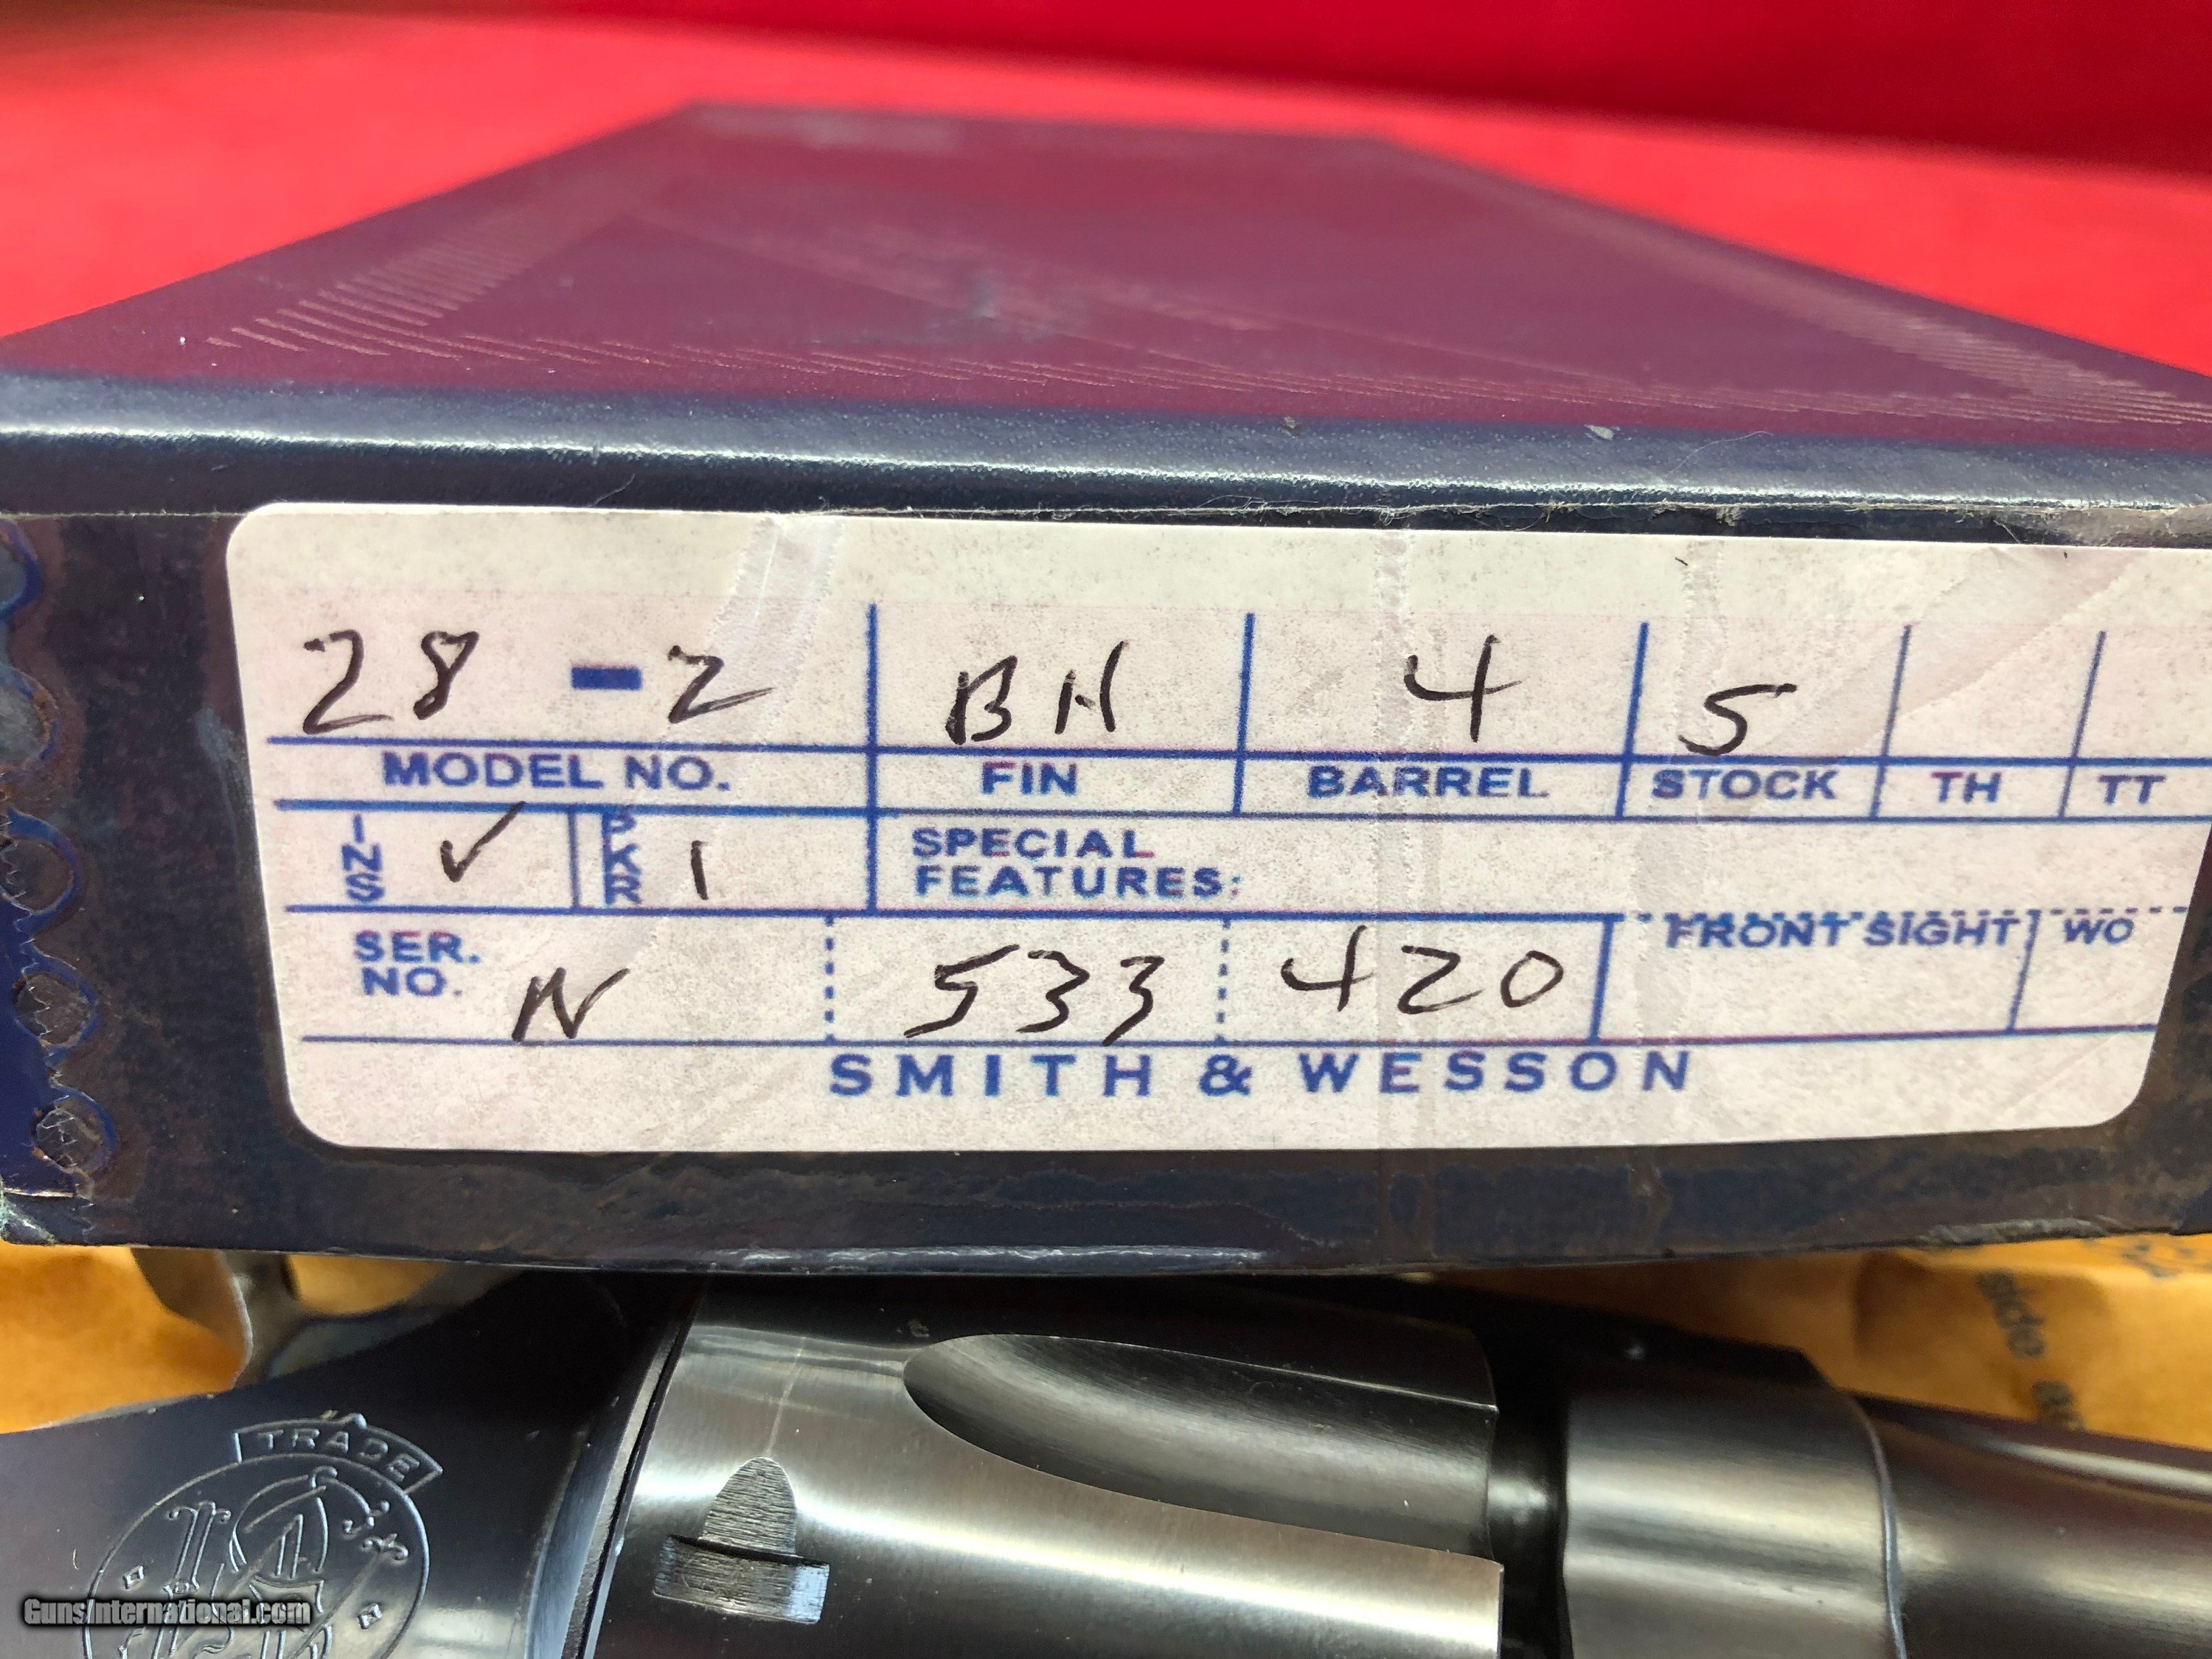 28 - 2 BH 4 5
MODEL NO. FIN BARREL STOCK TH TT
INS ✓ PKR 1 SPECIAL
FEATURES:
SER. NO. N 533 420 FRONT SIGHT WO
SMITH & WESSON
side
TRADE
GunsInternational.com